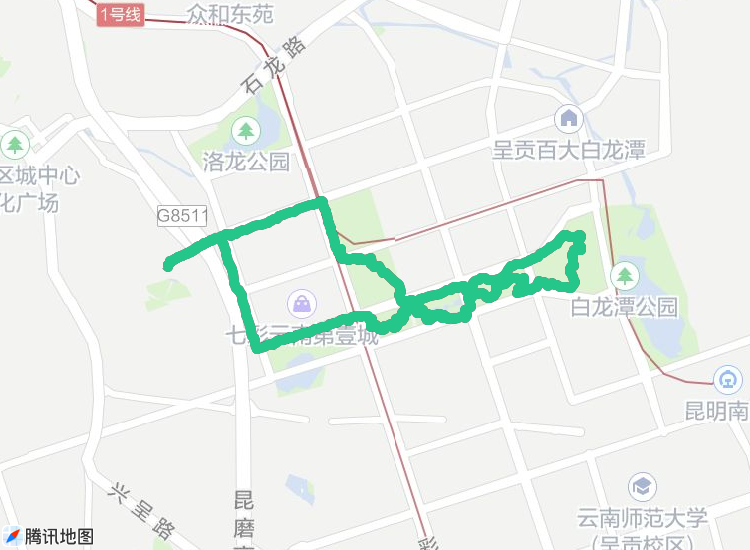 1号线
众和东苑
石龙路
洛龙公园
呈贡百大白龙潭
区城中心
化广场
G8511
白龙潭公园
七彩云南第壹城
昆明南
兴呈路
昆磨
云南师范大学
(呈贡校区)
彩
腾讯地图